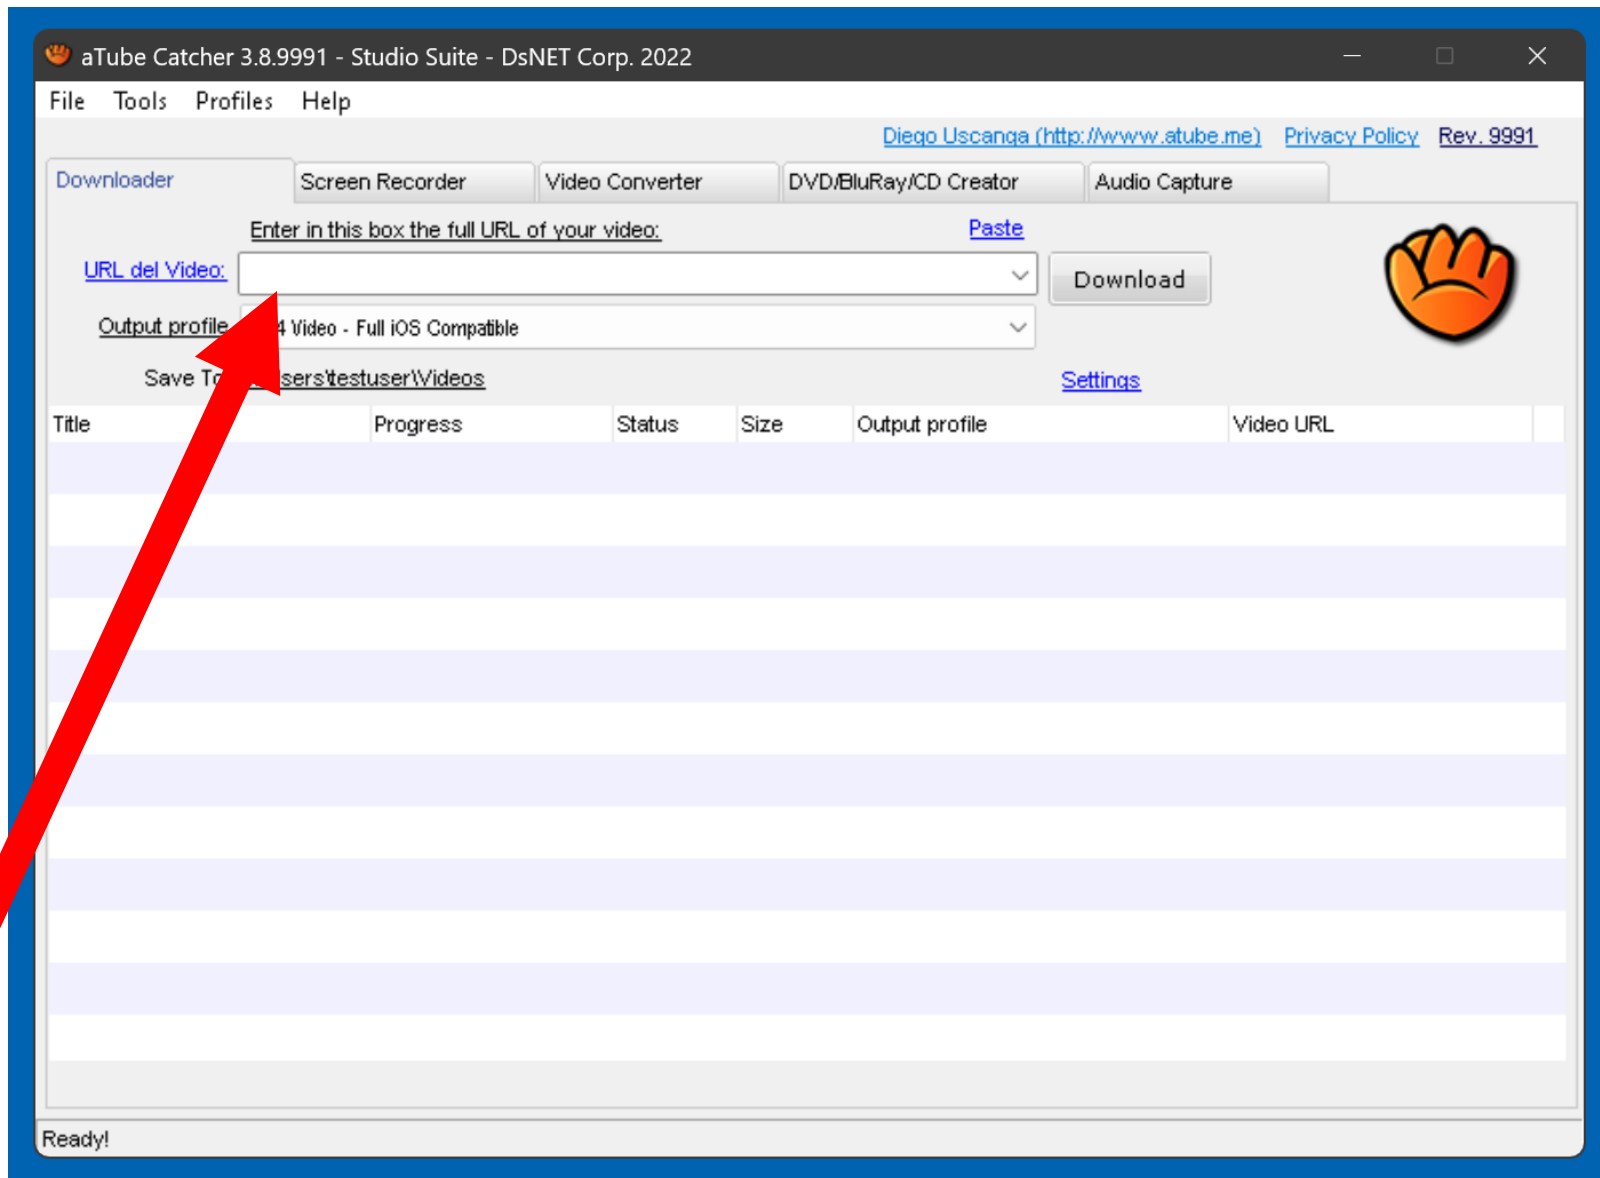 aTube Catcher 3.8.9991 - Studio Suite - DsNET Corp. 2022
File Tools Profiles Help
Diego Uscanga (http://www.atube.me) Privacy Policy Rev. 9991
Downloader Screen Recorder Video Converter DVD/BluRay/CD Creator Audio Capture
Enter in this box the full URL of your video: Paste
URL del Video: Download
Output profile 4 Video - Full iOS Compatible
Save To sers\testuser\Videos Settings
Title Progress Status Size Output profile Video URL
Ready!